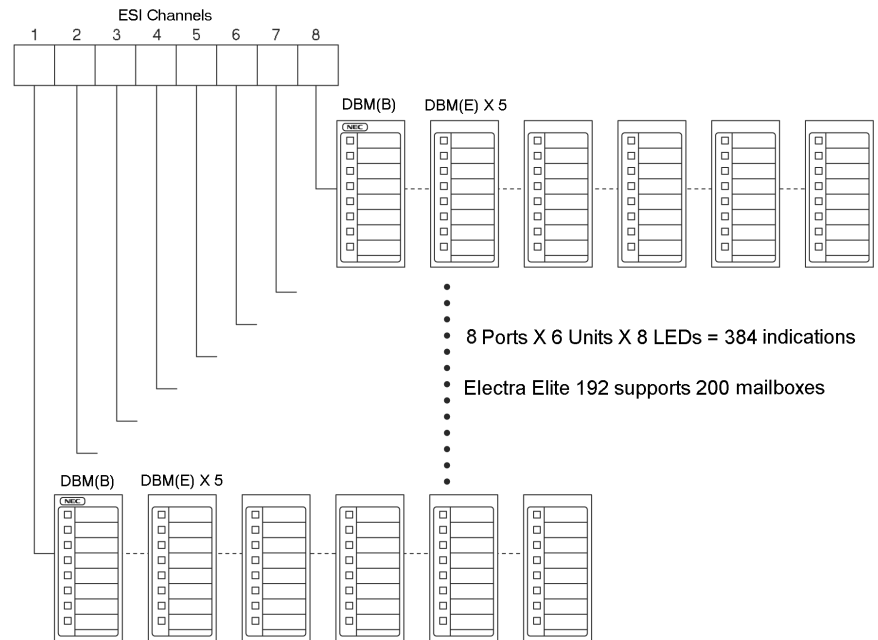 ESI Channels
1 2 3 4 5 6 7 8
DBM(B) DBM(E) X 5
NEC
8 Ports X 6 Units X 8 LEDs = 384 indications
Electra Elite 192 supports 200 mailboxes
DBM(B) DBM(E) X 5
NEC